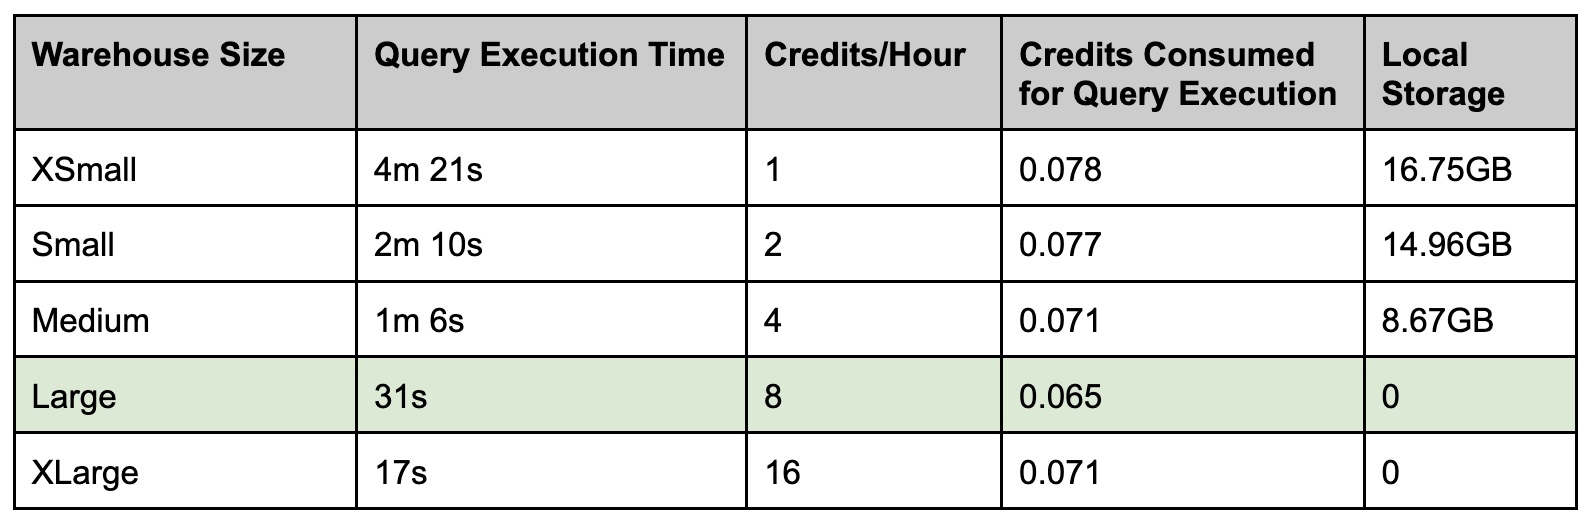 Warehouse Size Query Execution Time Credits/Hour Credits Consumed for Query Execution Local Storage
XSmall 4m 21s 1 0.078 16.75GB
Small 2m 10s 2 0.077 14.96GB
Medium 1m 6s 4 0.071 8.67GB
Large 31s 8 0.065 0
XLarge 17s 16 0.071 0